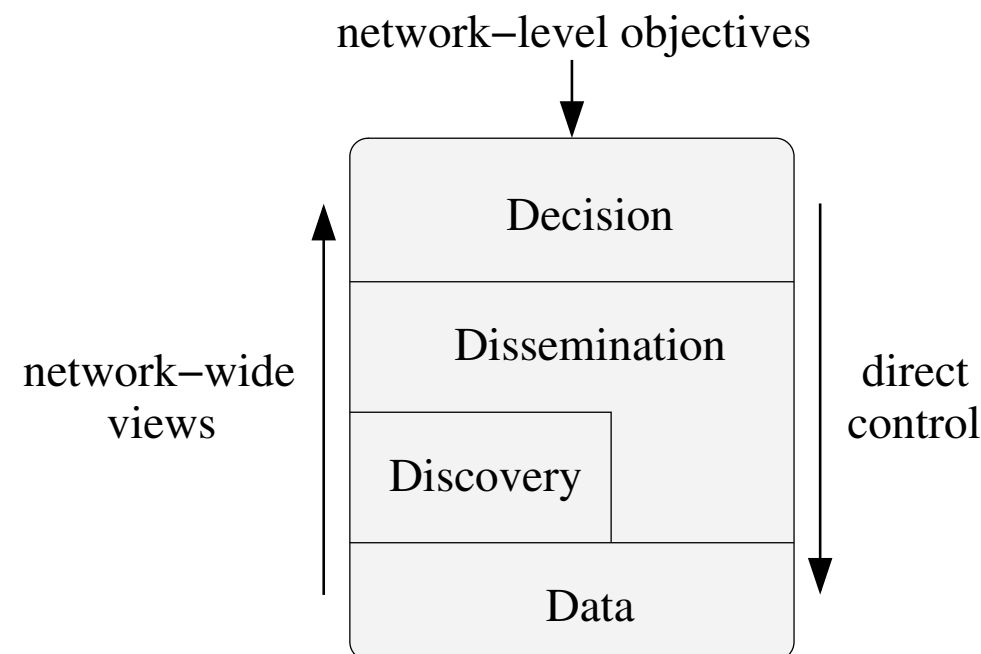 network−level objectives
Decision
Dissemination
network−wide
views
direct
control
Discovery
Data